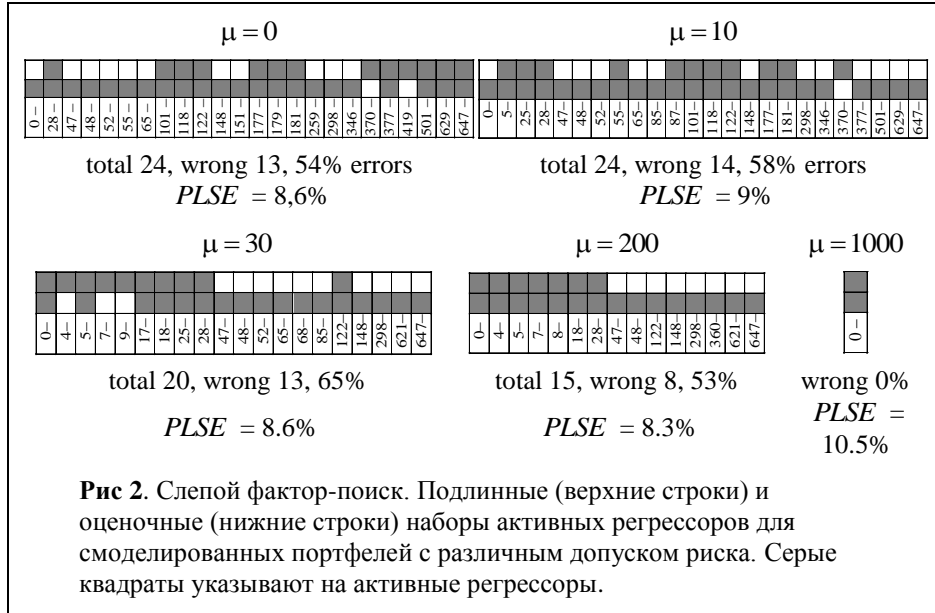 μ = 0
μ = 10
0 – 28 – 47 – 48 – 52 – 55 – 65 – 101 – 118 – 122 – 148 – 151 – 177 – 179 – 181 – 259 – 298 – 346 – 370 – 377 – 419 – 501 – 629 – 647 –
0 – 5 – 25 – 28 – 47 – 48 – 52 – 55 – 65 – 85 – 87 – 101 – 118 – 122 – 148 – 177 – 181 – 298 – 346 – 370 – 377 – 501 – 629 – 647 –
total 24, wrong 13, 54% errors
PLSE = 8,6%
total 24, wrong 14, 58% errors
PLSE = 9%
μ = 30
μ = 200
μ = 1000
0 – 4 – 5 – 7 – 9 – 17 – 18 – 25 – 28 – 47 – 48 – 52 – 65 – 68 – 85 – 122 – 148 – 298 – 621 – 647 –
0 – 4 – 5 – 7 – 8 – 18 – 28 – 47 – 48 – 122 – 148 – 298 – 360 – 621 – 647 –
0 –
total 20, wrong 13, 65%
PLSE = 8.6%
total 15, wrong 8, 53%
PLSE = 8.3%
wrong 0%
PLSE =
10.5%
Рис 2. Слепой фактор-поиск. Подлинные (верхние строки) и
оценочные (нижние строки) наборы активных регрессоров для
смоделированных портфелей с различным допуском риска. Серые
квадраты указывают на активные регрессоры.